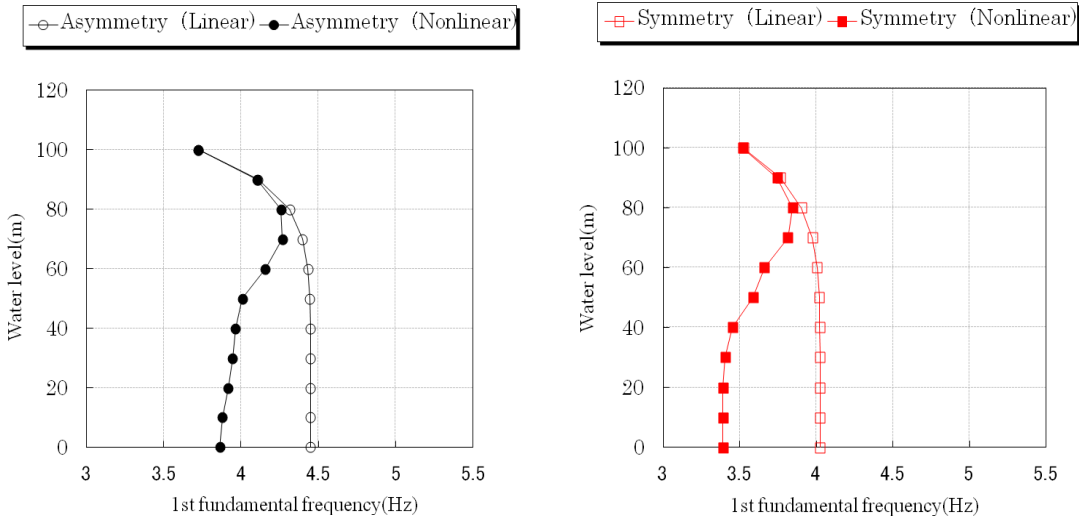 Asymmetry (Linear) Asymmetry (Nonlinear)
120
100
80
60
40
20
0
Water level(m)
3 3.5 4 4.5 5 5.5
1st fundamental frequency(Hz)
Symmetry (Linear) Symmetry (Nonlinear)
120
100
80
60
40
20
0
Water level(m)
3 3.5 4 4.5 5 5.5
1st fundamental frequency(Hz)